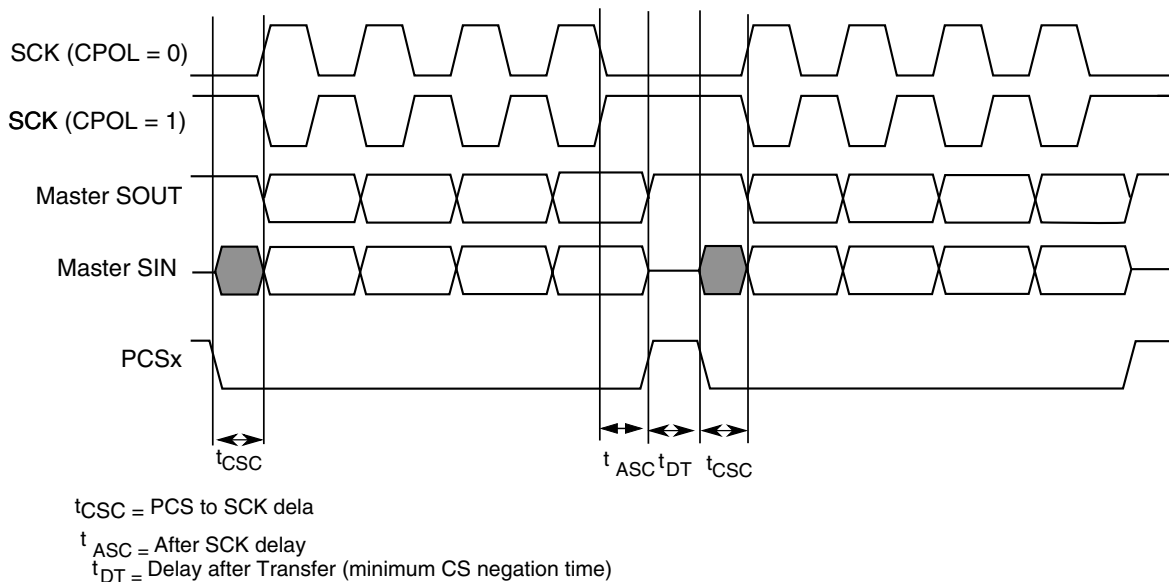 SCK (CPOL = 0)
SCK (CPOL = 1)
Master SOUT
Master SIN
PCSx
tCSC
t ASC
tDT
tCSC
tCSC = PCS to SCK dela
t ASC = After SCK delay
tDT = Delay after Transfer (minimum CS negation time)